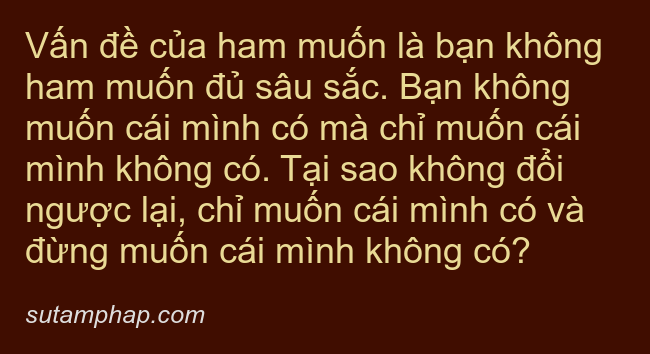 Vấn đề của ham muốn là bạn không
ham muốn đủ sâu sắc. Bạn không
muốn cái mình có mà chỉ muốn cái
mình không có. Tại sao không đổi
ngược lại, chỉ muốn cái mình có và
đừng muốn cái mình không có?
sutamphap.com